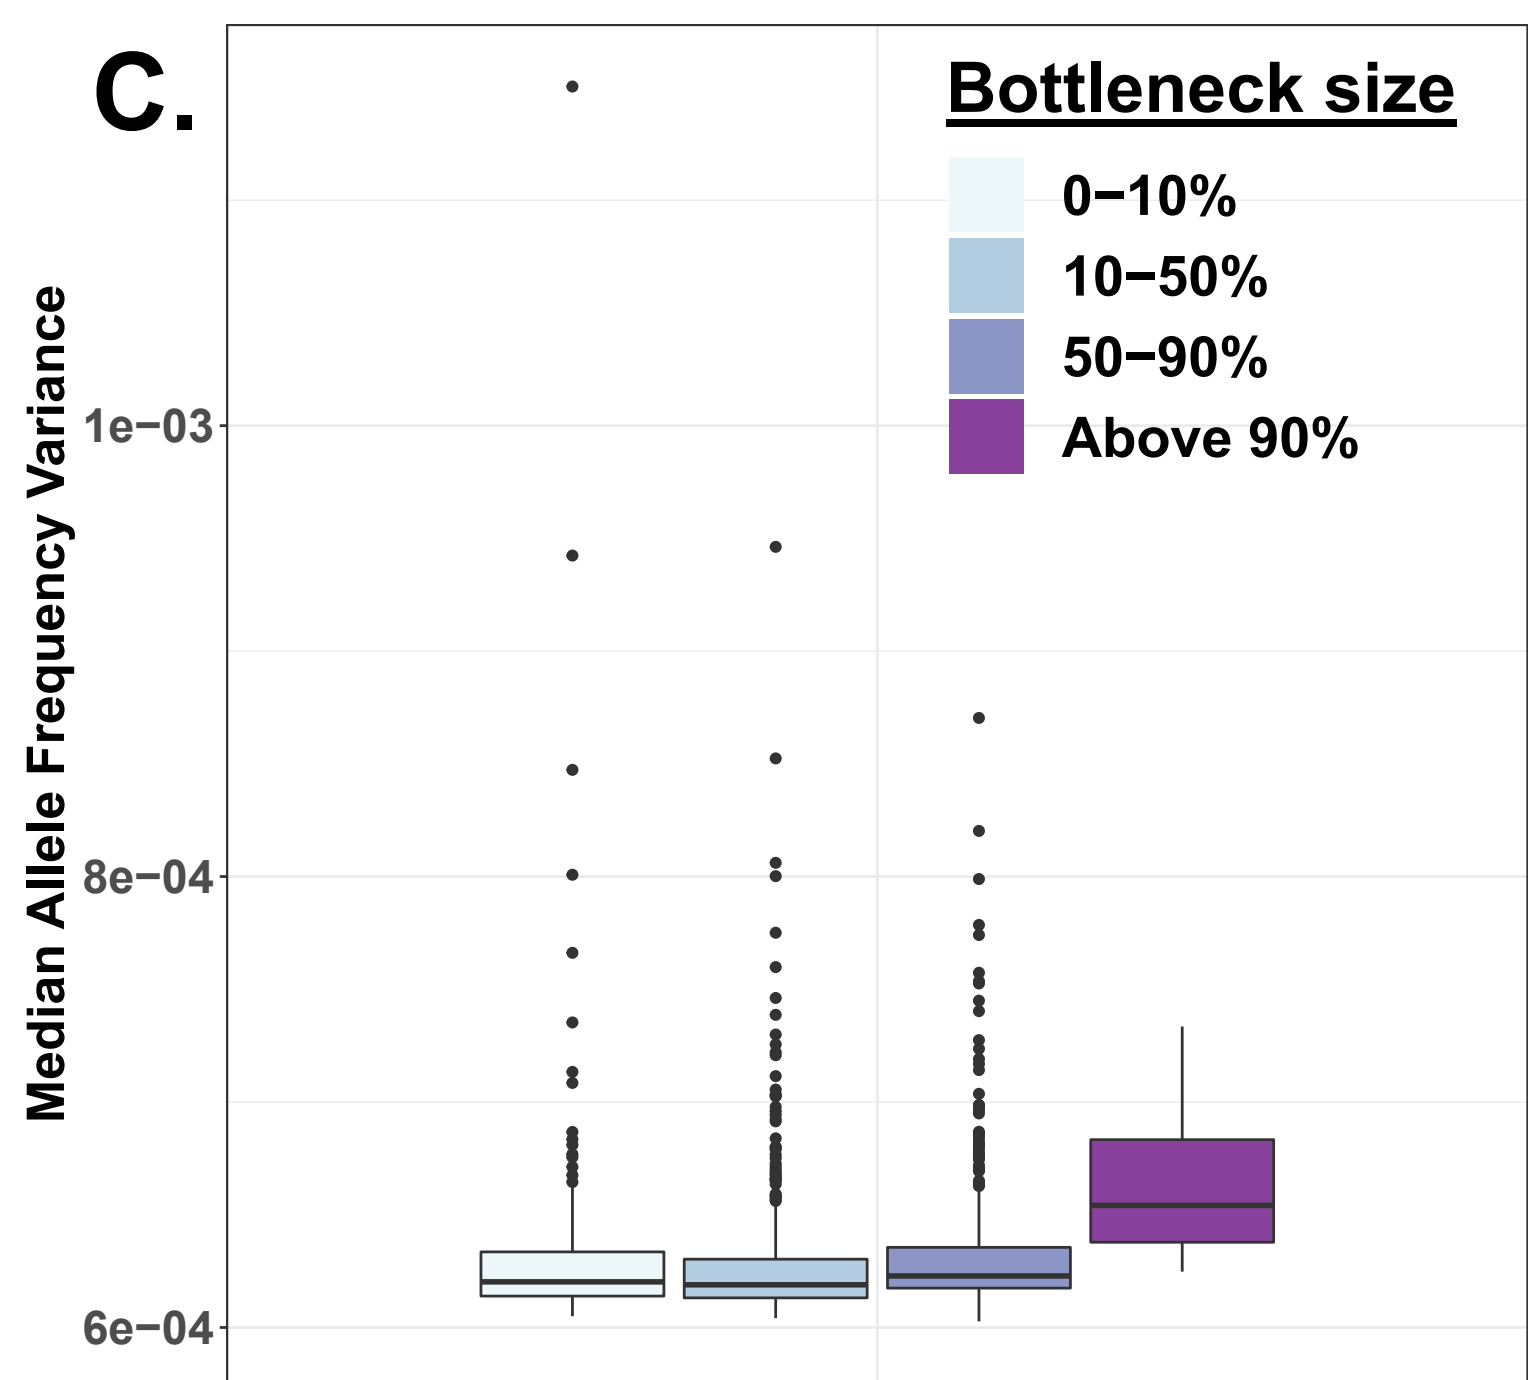 C.
Bottleneck size
0−10%
10−50%
50−90%
Above 90%
Median Allele Frequency Variance
1e−03
8e−04
6e−04